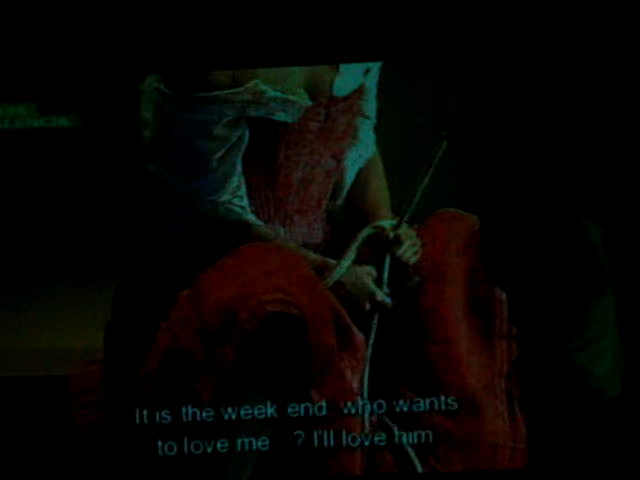 It is the week end, who wants
to love me ? I'll love him